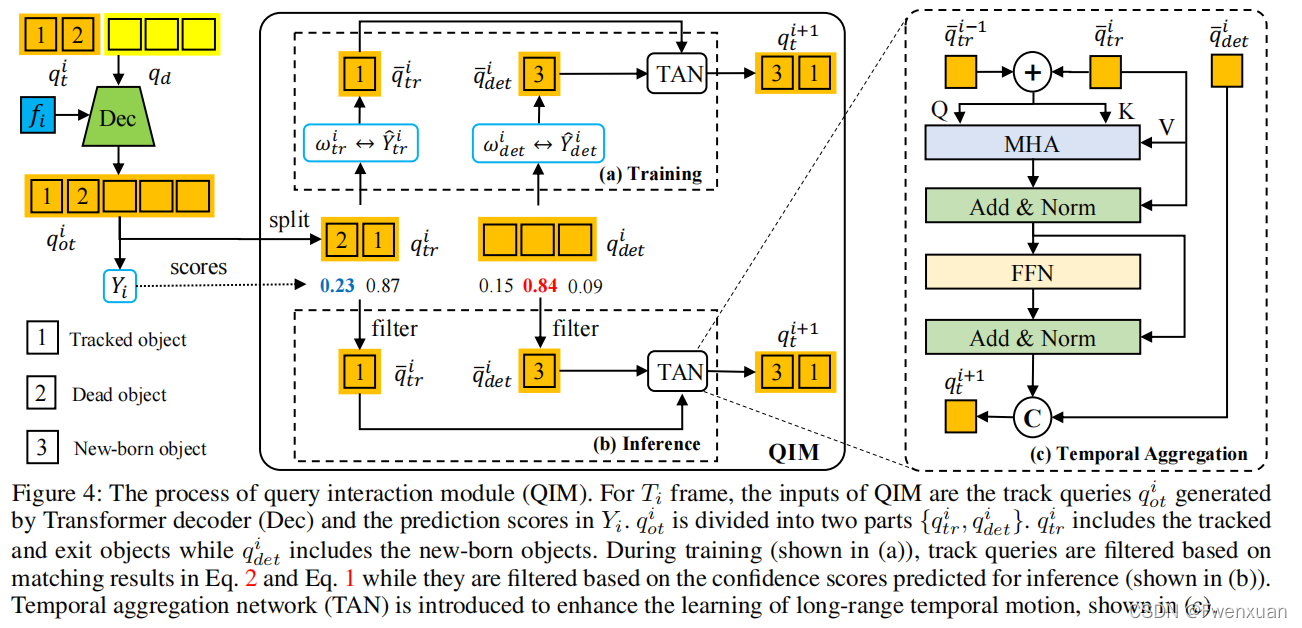 1 2
q_t^i q_d
f_i Dec
1 2
q_{ot}^i
Y_i
scores
split
1 Tracked object
2 Dead object
3 New-born object
1 \bar{q}_{tr}^i \bar{q}_{det}^i 3 TAN q_t^{i+1} 3 1
ω_{tr}^i ↔ \hat{Y}_{tr}^i ω_{det}^i ↔ \hat{Y}_{det}^i
(a) Training
2 1 q_{tr}^i q_{det}^i
0.23 0.87 0.15 0.84 0.09
filter filter
1 \bar{q}_{tr}^i \bar{q}_{det}^i 3 TAN q_t^{i+1} 3 1
(b) Inference
QIM
\bar{q}_{tr}^{i-1} \bar{q}_{tr}^i \bar{q}_{det}^i
+
Q K V
MHA
Add & Norm
FFN
Add & Norm
q_t^{i+1}
C
(c) Temporal Aggregation
Figure 4: The process of query interaction module (QIM). For T_i frame, the inputs of QIM are the track queries q_{ot}^i generated
by Transformer decoder (Dec) and the prediction scores in Y_i. q_{ot}^i is divided into two parts {q_{tr}^i, q_{det}^i}. q_{tr}^i includes the tracked
and exit objects while q_{det}^i includes the new-born objects. During training (shown in (a)), track queries are filtered based on
matching results in Eq. 2 and Eq. 1 while they are filtered based on the confidence scores predicted for inference (shown in (b)).
Temporal aggregation network (TAN) is introduced to enhance the learning of long-range temporal motion, shown in (c).
CSDN @Fwenxuan